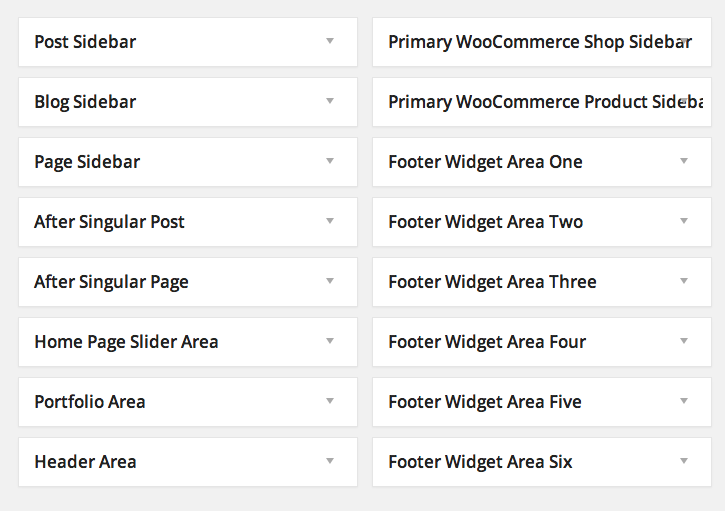 Post Sidebar
Blog Sidebar
Page Sidebar
After Singular Post
After Singular Page
Home Page Slider Area
Portfolio Area
Header Area
Primary WooCommerce Shop Sidebar
Primary WooCommerce Product Sideba
Footer Widget Area One
Footer Widget Area Two
Footer Widget Area Three
Footer Widget Area Four
Footer Widget Area Five
Footer Widget Area Six